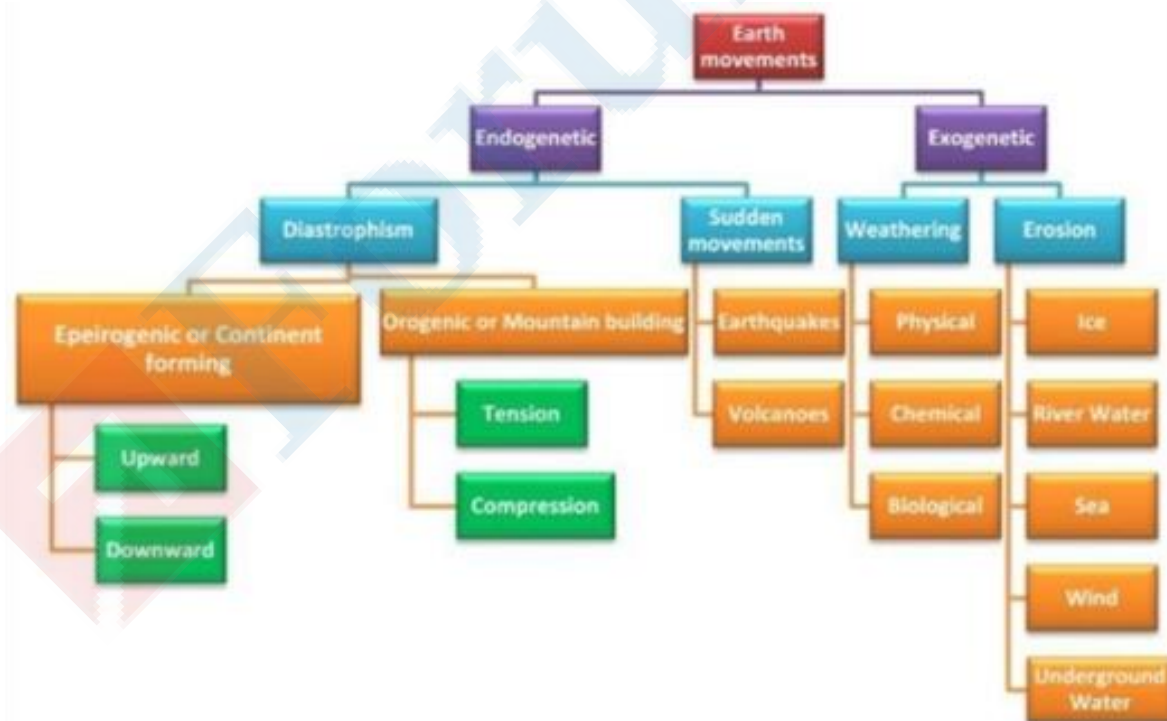 Earth
movements
Endogenetic
Exogenetic
Diastrophism
Sudden
movements
Weathering
Erosion
Epeirogenic or Continent
forming
Orogenic or Mountain building
Earthquakes
Physical
Ice
Tension
Volcanoes
Chemical
River Water
Upward
Compression
Biological
Sea
Downward
Wind
Underground
Water